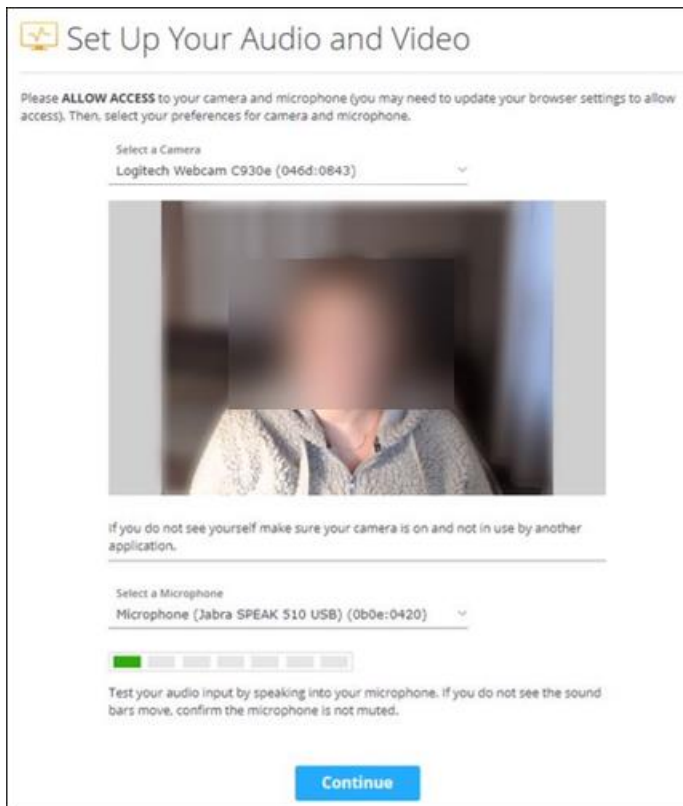 Set Up Your Audio and Video
Please ALLOW ACCESS to your camera and microphone (you may need to update your browser settings to allow
access). Then, select your preferences for camera and microphone.
Select a Camera
Logitech Webcam C930e (046d:0843)
If you do not see yourself make sure your camera is on and not in use by another
application.
Select a Microphone
Microphone (Jabra SPEAK 510 USB) (0b0e:0420)
Test your audio input by speaking into your microphone. If you do not see the sound
bars move, confirm the microphone is not muted.
Continue